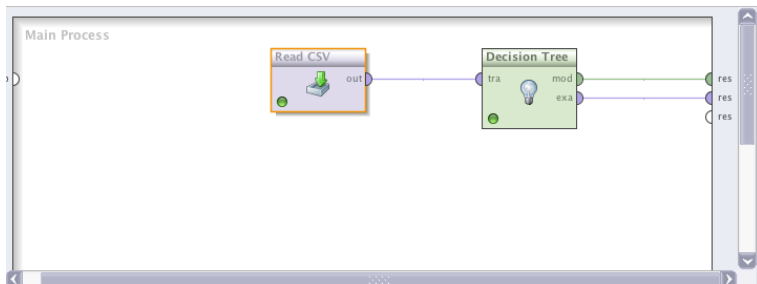 Main Process
Read CSV
out
Decision Tree
tra
mod
exa
res
res
res